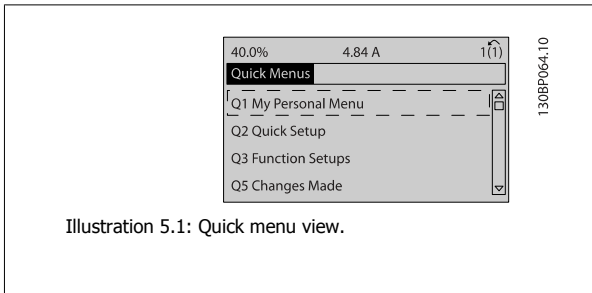 40.0% 4.84 A 1(1)
Quick Menus
Q1 My Personal Menu
Q2 Quick Setup
Q3 Function Setups
Q5 Changes Made
130BP064.10
Illustration 5.1: Quick menu view.